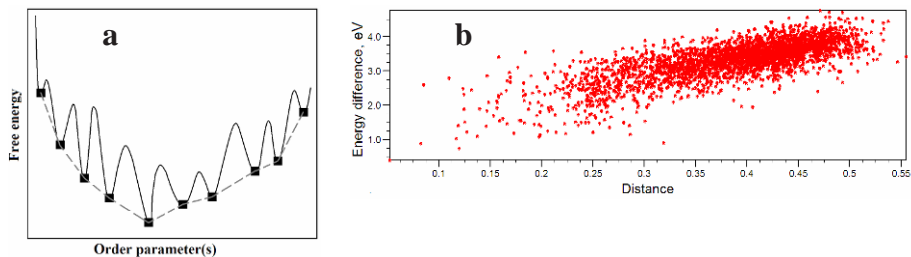 a
Free energy
Order parameter(s)
b
Energy difference, eV
4.0
3.0
2.0
1.0
0.1 0.15 0.2 0.25 0.3 0.35 0.4 0.45 0.5 0.55
Distance